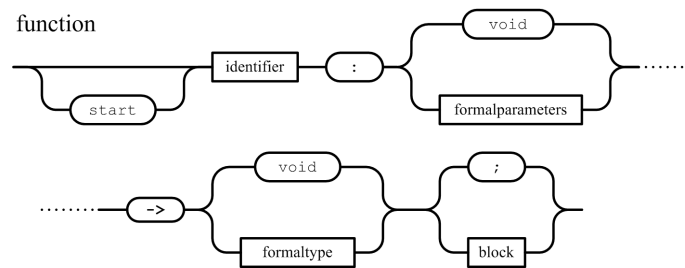 function
void
identifier :
start
formalparameters
void ;
->
formaltype block